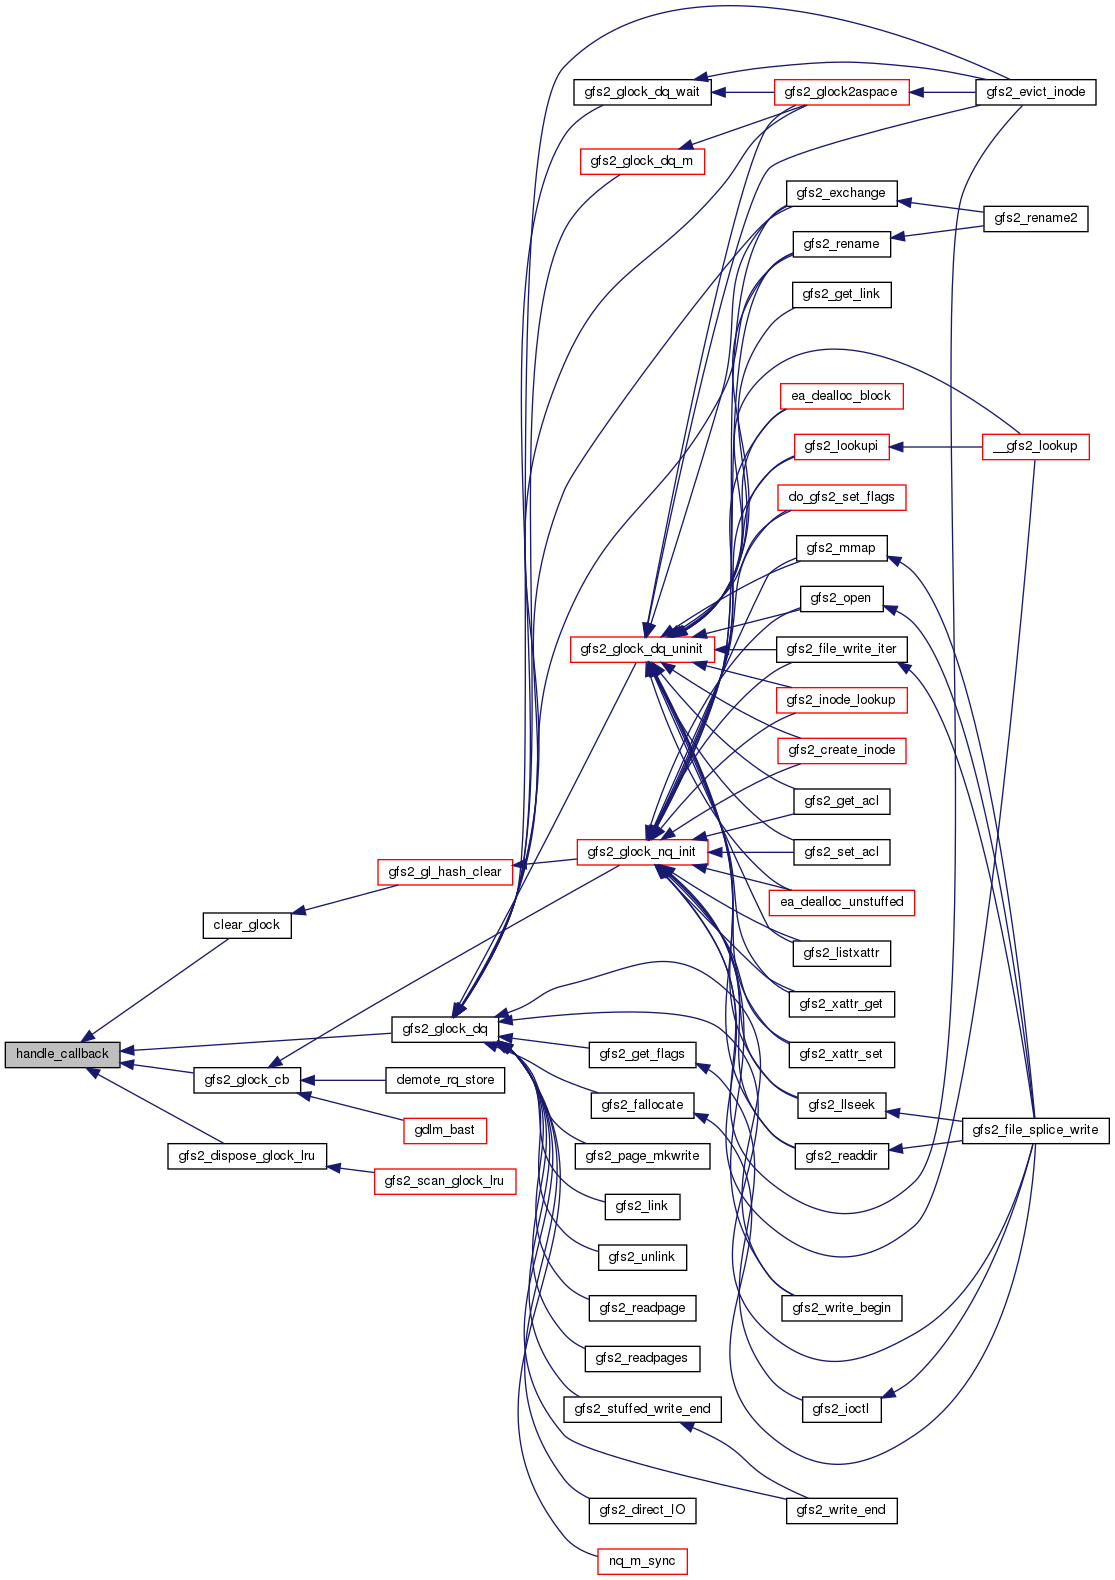 handle_callback
clear_glock
gfs2_glock_dq
gfs2_glock_cb
gfs2_dispose_glock_lru
gfs2_gl_hash_clear
demote_rq_store
gdlm_bast
gfs2_scan_glock_lru
gfs2_glock_dq_wait
gfs2_glock_dq_m
gfs2_glock_dq_uninit
gfs2_glock_nq_init
gfs2_get_flags
gfs2_fallocate
gfs2_page_mkwrite
gfs2_link
gfs2_unlink
gfs2_readpage
gfs2_readpages
gfs2_stuffed_write_end
gfs2_direct_IO
nq_m_sync
gfs2_glock2aspace
gfs2_exchange
gfs2_rename
gfs2_get_link
ea_dealloc_block
gfs2_lookupi
do_gfs2_set_flags
gfs2_mmap
gfs2_open
gfs2_file_write_iter
gfs2_inode_lookup
gfs2_create_inode
gfs2_get_acl
gfs2_set_acl
ea_dealloc_unstuffed
gfs2_listxattr
gfs2_xattr_get
gfs2_xattr_set
gfs2_llseek
gfs2_readdir
gfs2_write_begin
gfs2_ioctl
gfs2_write_end
gfs2_evict_inode
gfs2_rename2
__gfs2_lookup
gfs2_file_splice_write